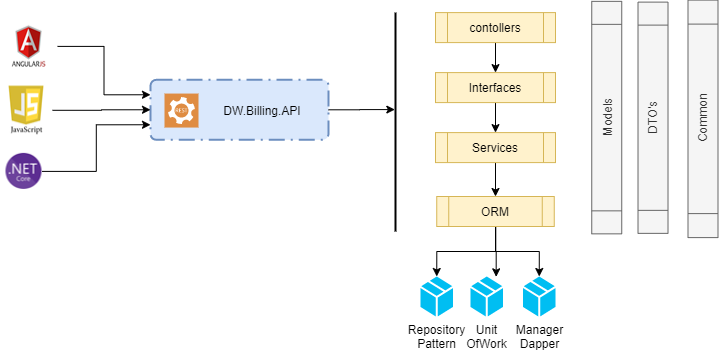 A
ANGULARJS
JS
JavaScript
.NET
Core
REST
DW.Billing.API
contollers
Interfaces
Services
ORM
Repository
Pattern
Unit
OfWork
Manager
Dapper
Models
DTO's
Common